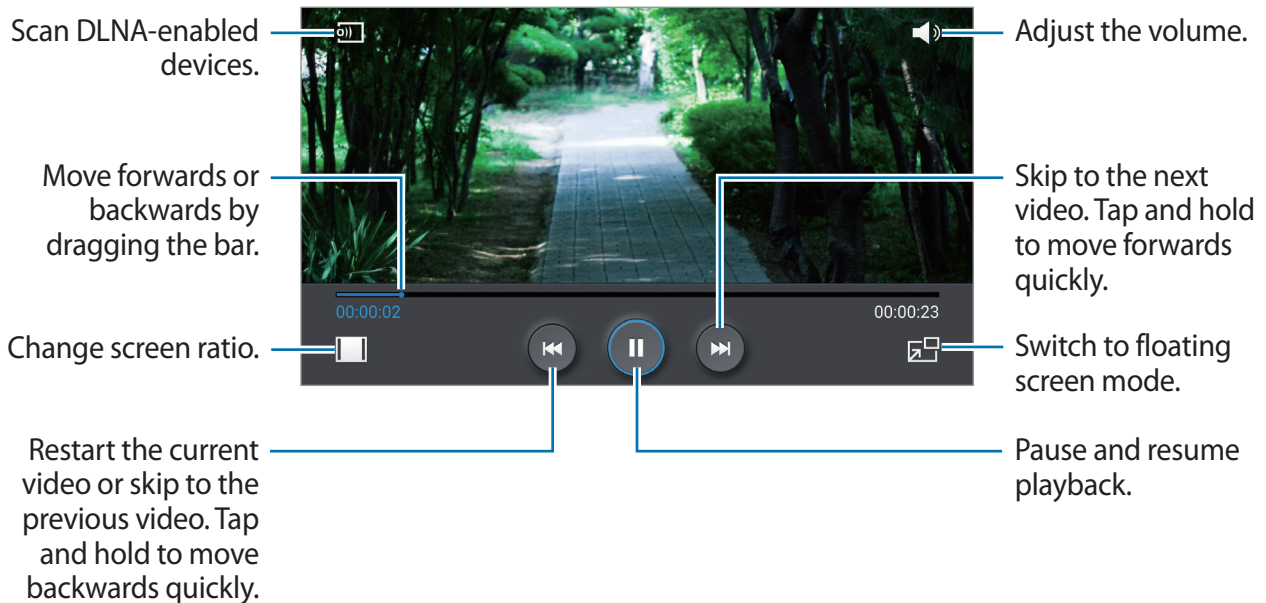 Scan DLNA-enabled
devices.
Adjust the volume.
Move forwards or
backwards by
dragging the bar.
Skip to the next
video. Tap and hold
to move forwards
quickly.
00:00:02
00:00:23
Change screen ratio.
Switch to floating
screen mode.
Restart the current
video or skip to the
previous video. Tap
and hold to move
backwards quickly.
Pause and resume
playback.